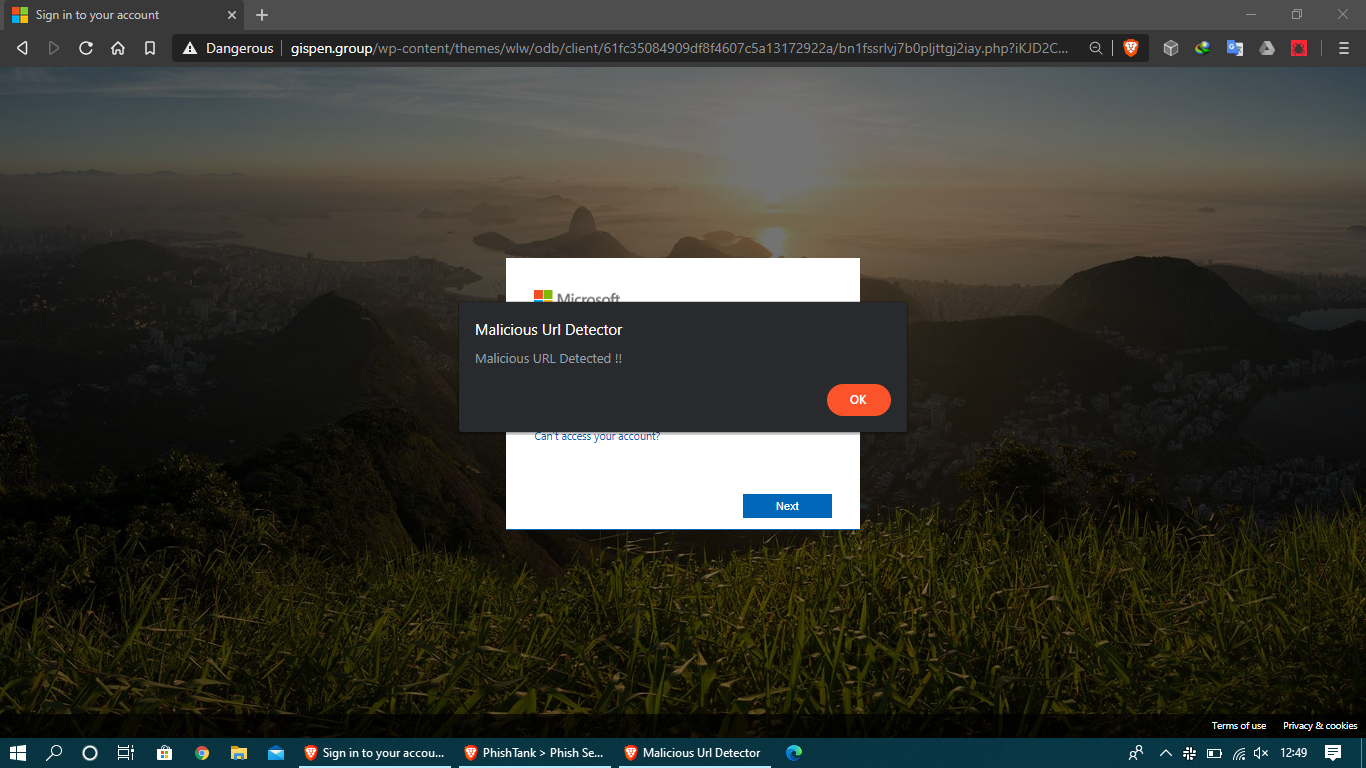 Sign in to your account
Dangerous
gispen.group/wp-content/themes/wlw/odb/client/61fc35084909df8f4607c5a13172922a/bn1fssrlvj7b0pljttgj2iay.php?iKJD2C...
Microsoft
Malicious Url Detector
Malicious URL Detected !!
OK
Can't access your account?
Next
Terms of use Privacy & cookies
Sign in to your accou... PhishTank > Phish Se... Malicious Url Detector 12:49